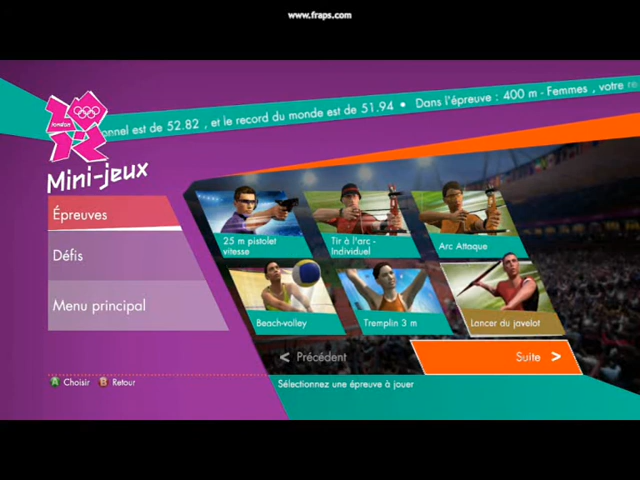 www.fraps.com
onnel est de 52.82 , et le record du monde est de 51.94 • Dans l'épreuve : 400 m - Femmes , votre re
London
Mini-jeux
Épreuves
Défis
Menu principal
25 m pistolet
vitesse
Tir à l'arc -
Individuel
Arc Attaque
Beach-volley
Tremplin 3 m
Lancer du javelot
< Précédent
Suite >
A Choisir B Retour
Sélectionnez une épreuve à jouer